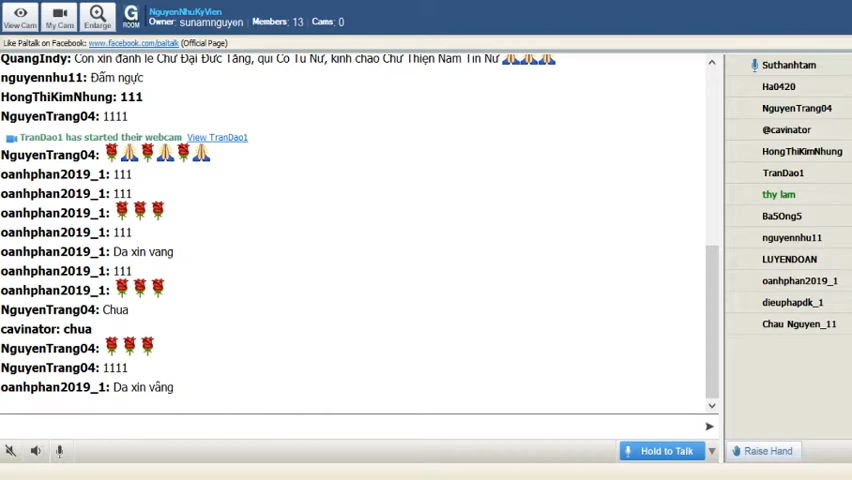 NguyenNhuKyVien
Owner: sunamnguyen Members: 13 Cams: 0
View Cam My Cam Enlarge G ROOM
Like Paltalk on Facebook: www.facebook.com/paltalk (Official Page)
QuangIndy: Con xin đảnh lễ Chư Đại Đức Tăng, quí Cô Tu Nữ, kính chào Chư Thiện Nam Tín Nữ
nguyennhu11: Đấm ngực
HongThiKimNhung: 111
NguyenTrang04: 1111
TranDao1 has started their webcam View TranDao1
NguyenTrang04:
oanhphan2019_1: 111
oanhphan2019_1: 111
oanhphan2019_1:
oanhphan2019_1: 111
oanhphan2019_1: Da xin vang
oanhphan2019_1: 111
oanhphan2019_1:
NguyenTrang04: Chua
cavinator: chua
NguyenTrang04:
NguyenTrang04: 1111
oanhphan2019_1: Da xin vâng
Hold to Talk
Suthanhtam
Ha0420
NguyenTrang04
@cavinator
HongThiKimNhung
TranDao1
thy lam
Ba5Ong5
nguyennhu11
LUYENDOAN
oanhphan2019_1
dieuphapdk_1
Chau Nguyen_11
Raise Hand